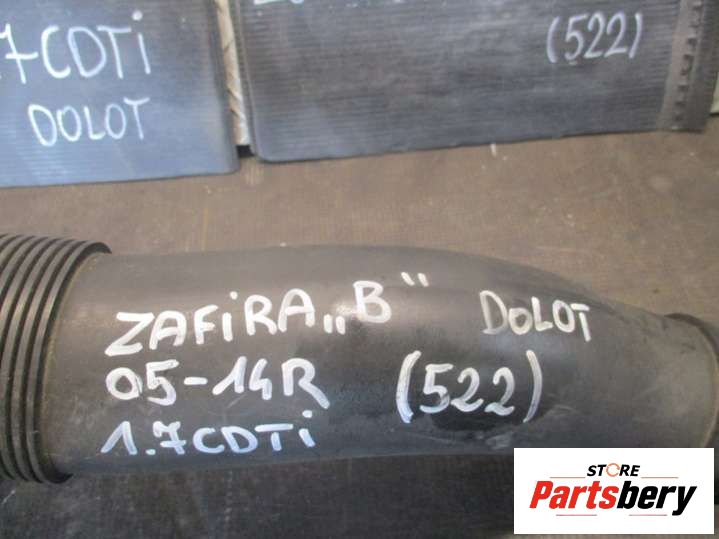 .7CDTi
DOLOT
(522)
ZAFiRA „B“ DOLOT
05-14R (522)
1.7CDTi
STORE
Partsbery